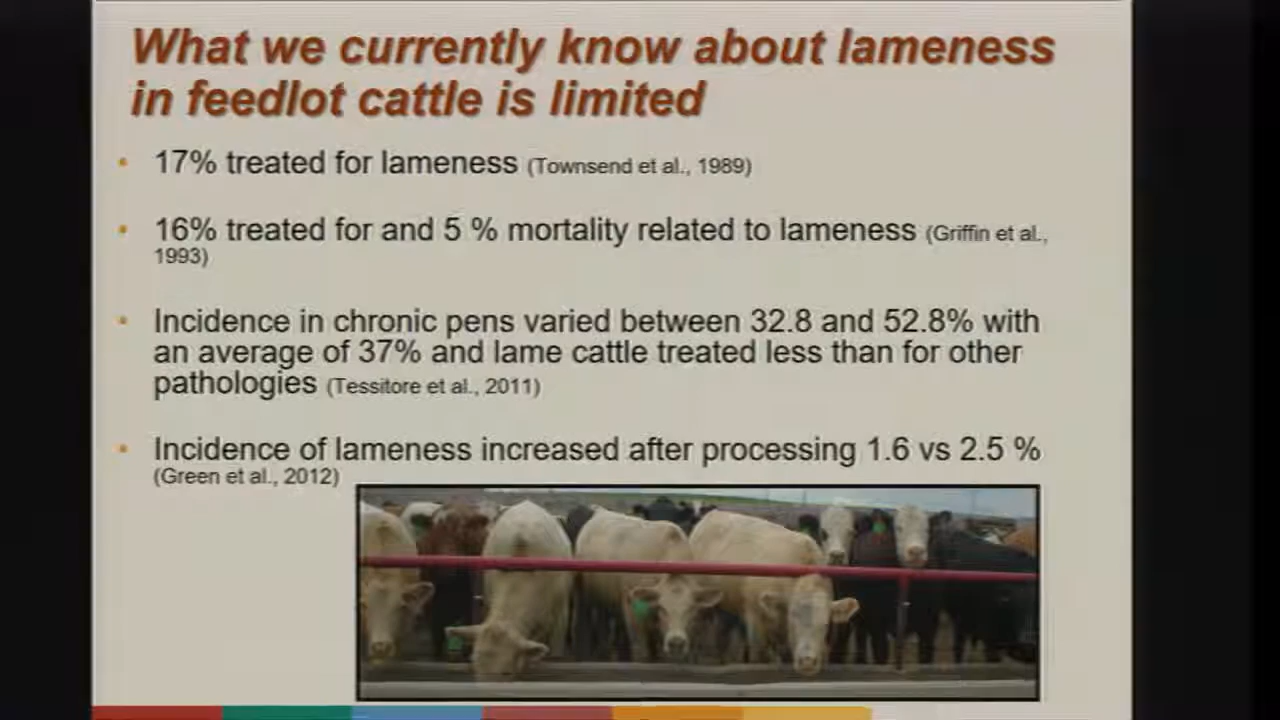 What we currently know about lameness
in feedlot cattle is limited
• 17% treated for lameness (Townsend et al., 1989)
• 16% treated for and 5 % mortality related to lameness (Griffin et al.,
1993)
• Incidence in chronic pens varied between 32.8 and 52.8% with
an average of 37% and lame cattle treated less than for other
pathologies (Tessitore et al., 2011)
• Incidence of lameness increased after processing 1.6 vs 2.5 %
(Green et al., 2012)